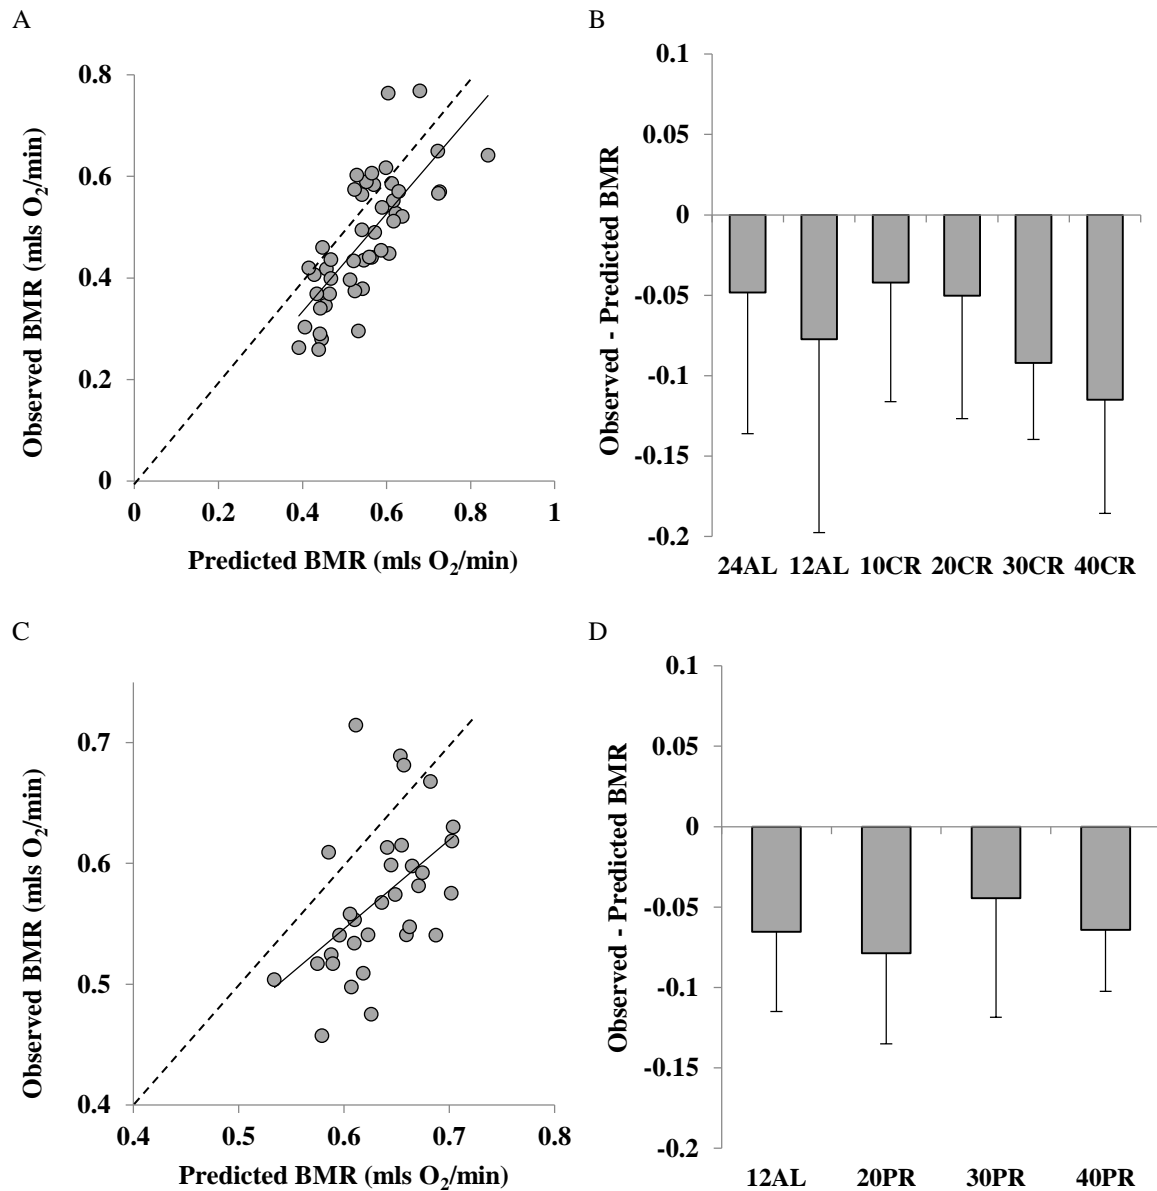 A
Observed BMR (mls O2/min)
0.8
0.6
0.4
0.2
0
0 0.2 0.4 0.6 0.8 1
Predicted BMR (mls O2/min)
B
Observed - Predicted BMR
0.1
0.05
0
-0.05
-0.1
-0.15
-0.2
24AL 12AL 10CR 20CR 30CR 40CR
C
Observed BMR (mls O2/min)
0.7
0.6
0.5
0.4
0.4 0.5 0.6 0.7 0.8
Predicted BMR (mls O2/min)
D
Observed - Predicted BMR
0.1
0.05
0
-0.05
-0.1
-0.15
-0.2
12AL 20PR 30PR 40PR